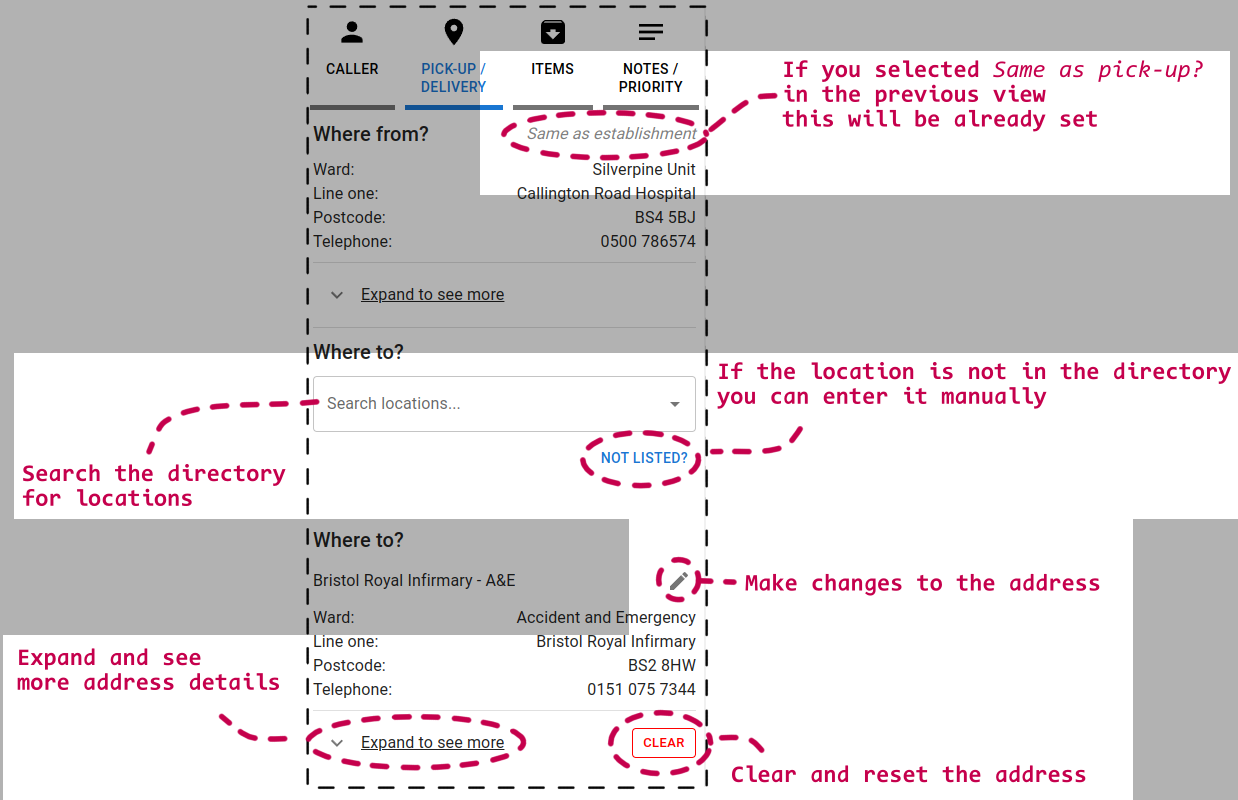 CALLER
PICK-UP /
DELIVERY
ITEMS
NOTES /
PRIORITY
If you selected Same as pick-up?
in the previous view
this will be already set
Where from?
Same as establishment
Ward: Silverpine Unit
Line one: Callington Road Hospital
Postcode: BS4 5BJ
Telephone: 0500 786574
Expand to see more
Where to?
Search locations...
If the location is not in the directory
you can enter it manually
NOT LISTED?
Search the directory
for locations
Where to?
Bristol Royal Infirmary - A&E
Make changes to the address
Ward: Accident and Emergency
Line one: Bristol Royal Infirmary
Postcode: BS2 8HW
Telephone: 0151 075 7344
Expand and see
more address details
Expand to see more
CLEAR
Clear and reset the address